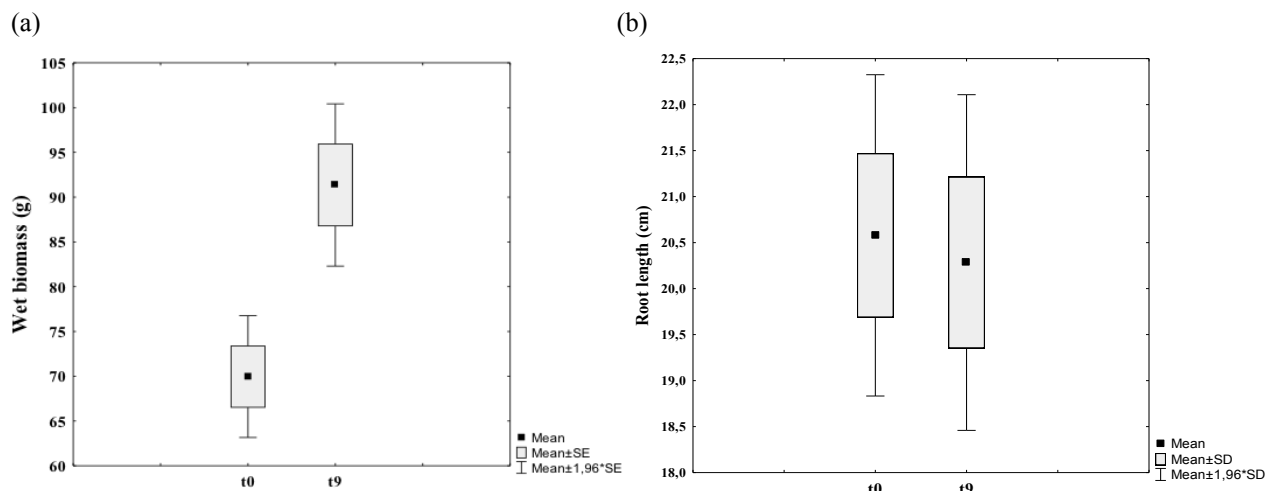 (a)
Wet biomass (g)
105
100
95
90
85
80
75
70
65
60
t0 t9
Mean
Mean±SE
Mean±1,96*SE
(b)
Root length (cm)
22,5
22,0
21,5
21,0
20,5
20,0
19,5
19,0
18,5
18,0
t0 t9
Mean
Mean±SD
Mean±1,96*SD